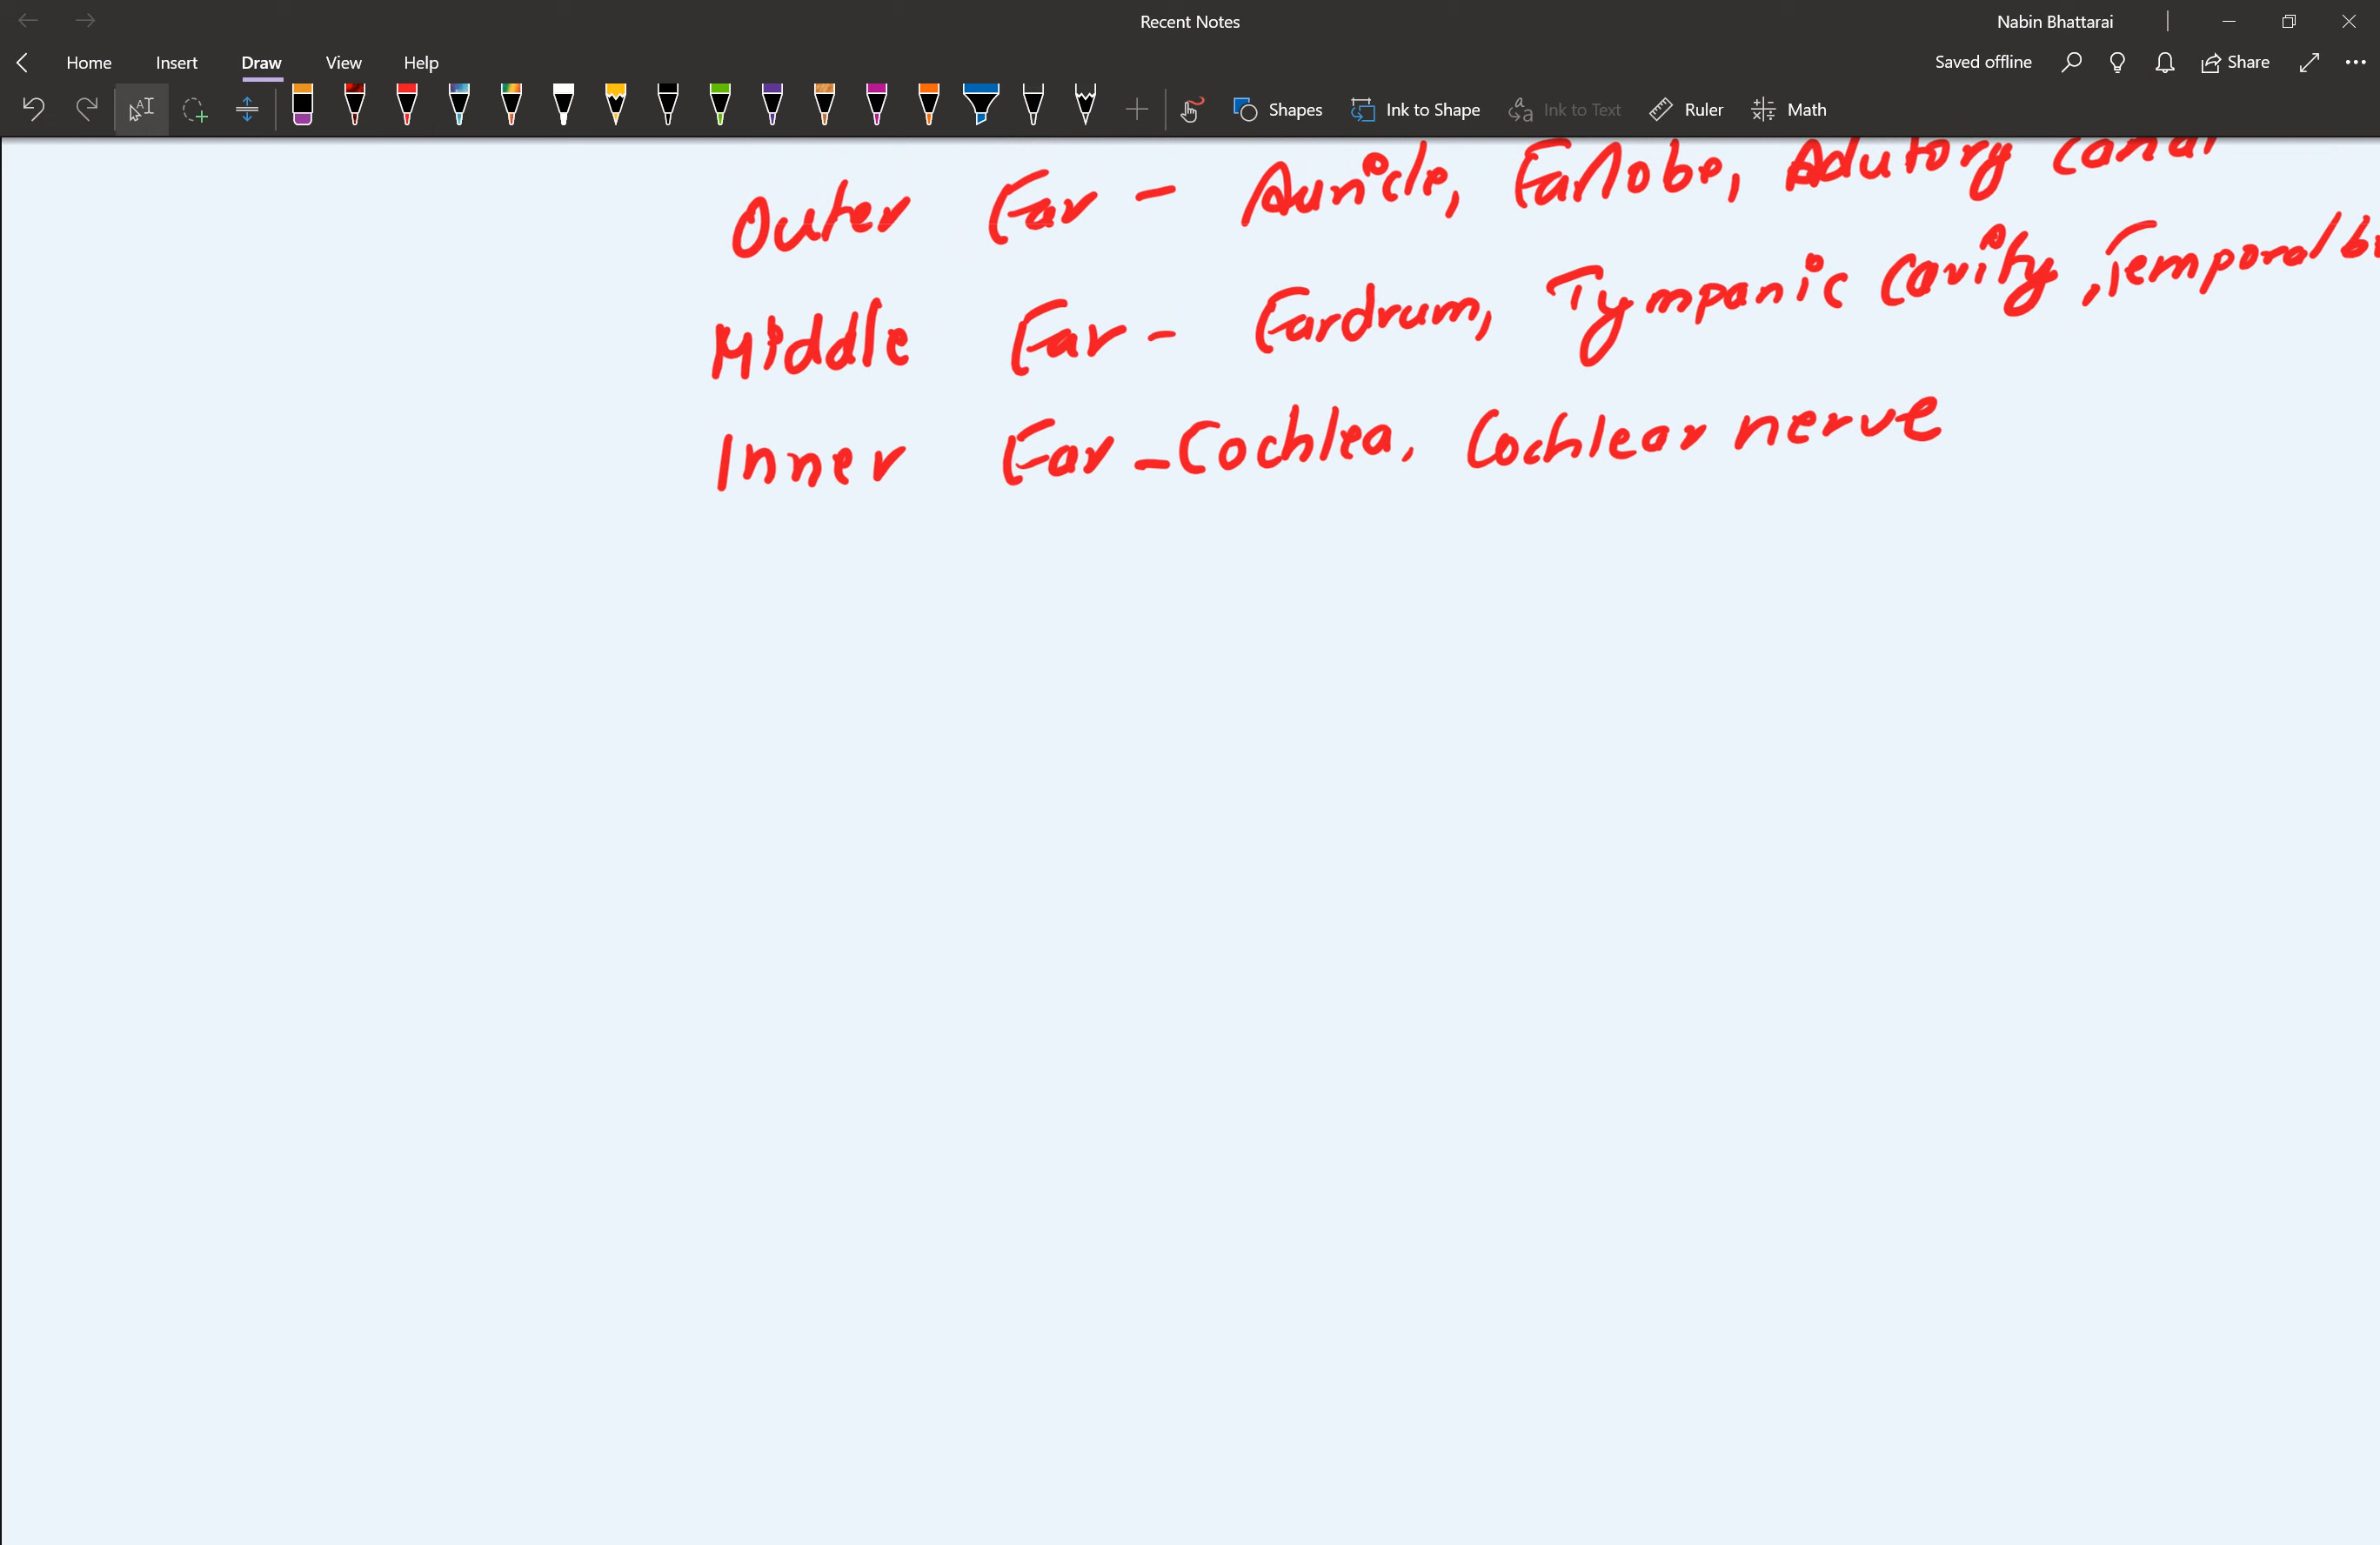 Recent Notes
Nabin Bhattarai
Home Insert Draw View Help
Saved offline Share
Shapes Ink to Shape Ink to Text Ruler Math
Outer Ear - Auricle, Earlobe, Adutory canal
Middle Ear - Eardrum, Tympanic cavity, Temporal
Inner Ear - Cochlea, Cochlear nerve